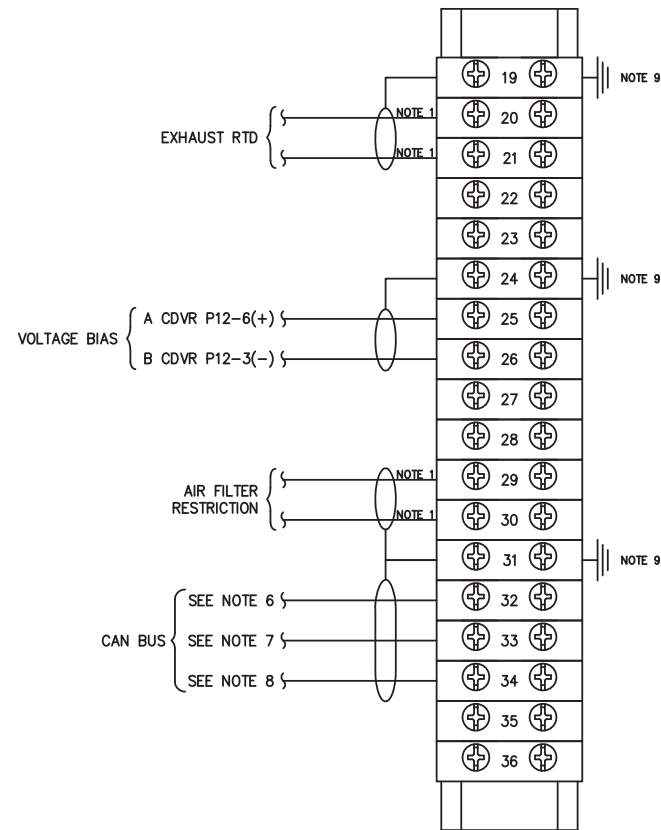 19 NOTE 9
NOTE 1 20
EXHAUST RTD
NOTE 1 21
22
23
24 NOTE 9
A CDVR P12-6(+) 25
VOLTAGE BIAS
B CDVR P12-3(-) 26
27
28
NOTE 1 29
AIR FILTER
RESTRICTION
NOTE 1 30
31 NOTE 9
SEE NOTE 6 32
CAN BUS SEE NOTE 7 33
SEE NOTE 8 34
35
36